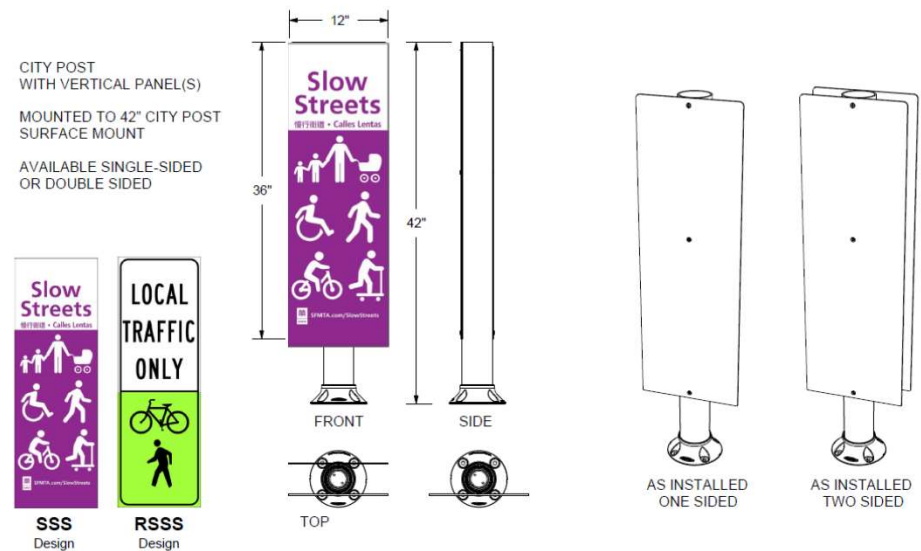 CITY POST
WITH VERTICAL PANEL(S)
MOUNTED TO 42" CITY POST
SURFACE MOUNT
AVAILABLE SINGLE-SIDED
OR DOUBLE SIDED
12"
36"
42"
Slow
Streets
慢行街道 • Calles Lentas
SFMTA.com/SlowStreets
FRONT
SIDE
TOP
Slow
Streets
慢行街道 • Calles Lentas
SFMTA.com/SlowStreets
SSS
Design
LOCAL
TRAFFIC
ONLY
RSSS
Design
AS INSTALLED
ONE SIDED
AS INSTALLED
TWO SIDED